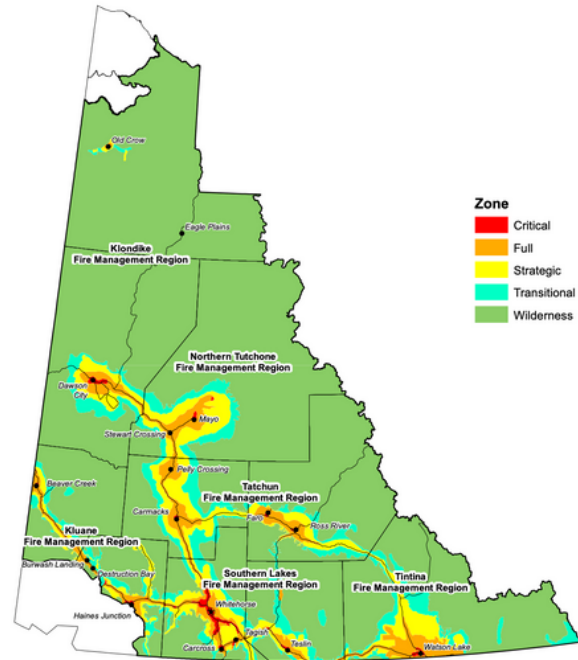 Old Crow
Eagle Plains
Klondike
Fire Management Region
Zone
Critical
Full
Strategic
Transitional
Wilderness
Northern Tutchone
Fire Management Region
Dawson
City
Mayo
Stewart Crossing
Pelly Crossing
Beaver Creek
Tatchun
Fire Management Region
Carmacks
Faro
Ross River
Kluane
Fire Management Region
Burwash Landing
Destruction Bay
Southern Lakes
Fire Management Region
Tintina
Fire Management Region
Haines Junction
Whitehorse
Tagish
Carcross
Teslin
Watson Lake